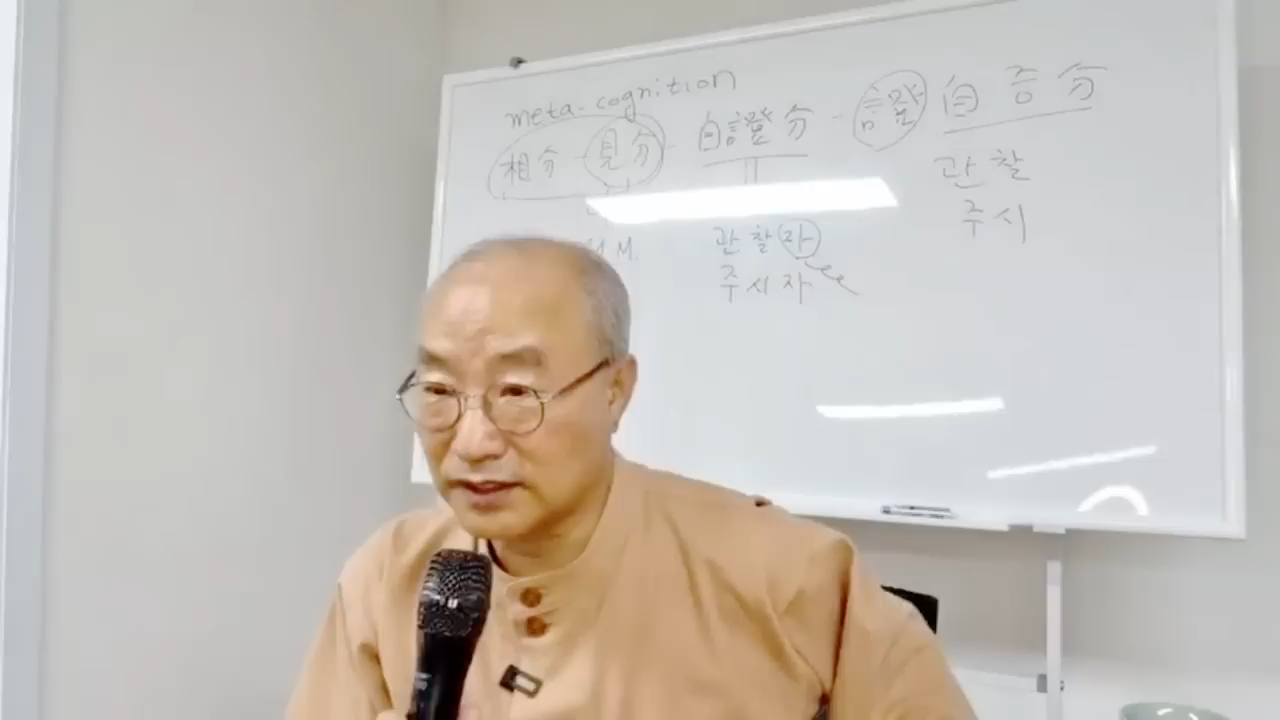 meta-cognition
相分 - 見分 - 自證分 - 證自증分
관찰자 관찰
주시자 주시
M.